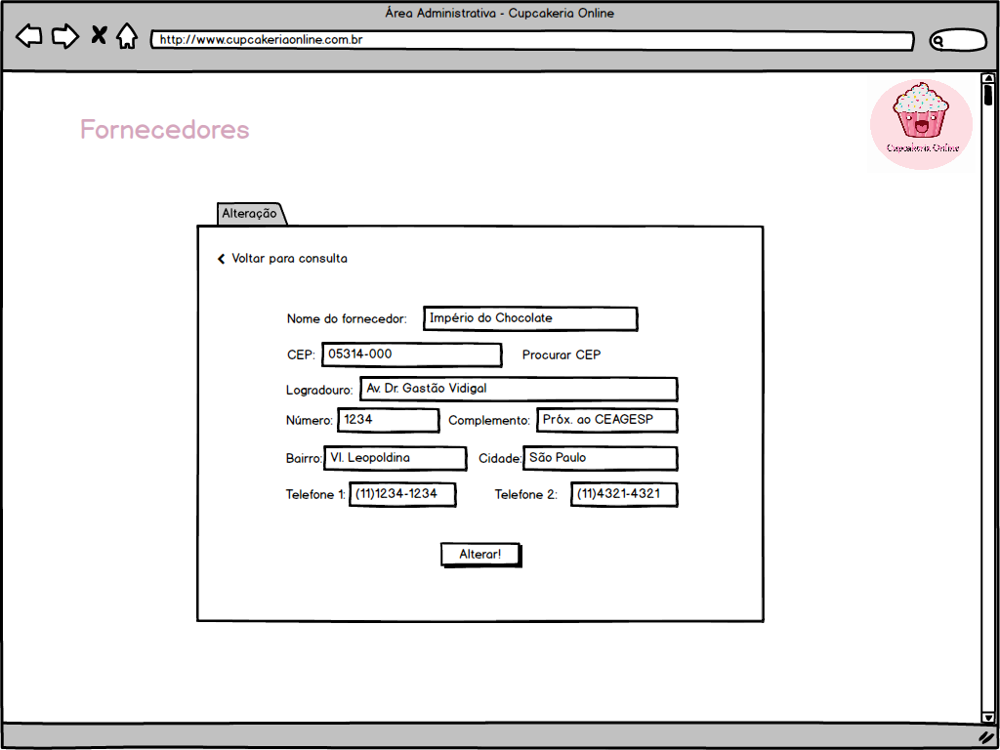 Área Administrativa - Cupcakeria Online
http://www.cupcakeriaonline.com.br
Fornecedores
Cupcakeria Online
Alteração
Voltar para consulta
Nome do fornecedor: Império do Chocolate
CEP: 05314-000 Procurar CEP
Logradouro: Av. Dr. Gastão Vidigal
Número: 1234 Complemento: Próx. ao CEAGESP
Bairro: Vl. Leopoldina Cidade: São Paulo
Telefone 1: (11)1234-1234 Telefone 2: (11)4321-4321
Alterar!